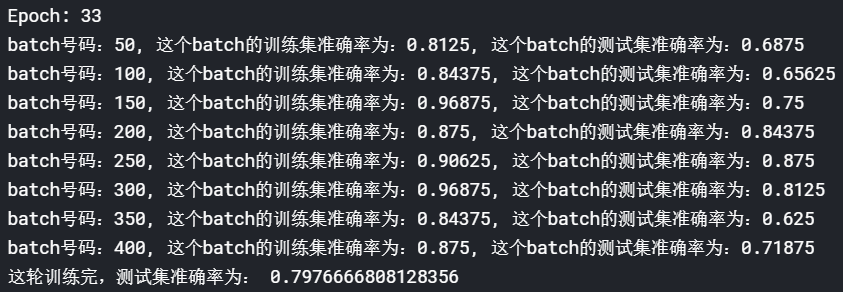 Epoch: 33
batch号码：50, 这个batch的训练集准确率为：0.8125, 这个batch的测试集准确率为：0.6875
batch号码：100, 这个batch的训练集准确率为：0.84375, 这个batch的测试集准确率为：0.65625
batch号码：150, 这个batch的训练集准确率为：0.96875, 这个batch的测试集准确率为：0.75
batch号码：200, 这个batch的训练集准确率为：0.875, 这个batch的测试集准确率为：0.84375
batch号码：250, 这个batch的训练集准确率为：0.90625, 这个batch的测试集准确率为：0.875
batch号码：300, 这个batch的训练集准确率为：0.96875, 这个batch的测试集准确率为：0.8125
batch号码：350, 这个batch的训练集准确率为：0.84375, 这个batch的测试集准确率为：0.625
batch号码：400, 这个batch的训练集准确率为：0.875, 这个batch的测试集准确率为：0.71875
这轮训练完，测试集准确率为： 0.7976666808128356